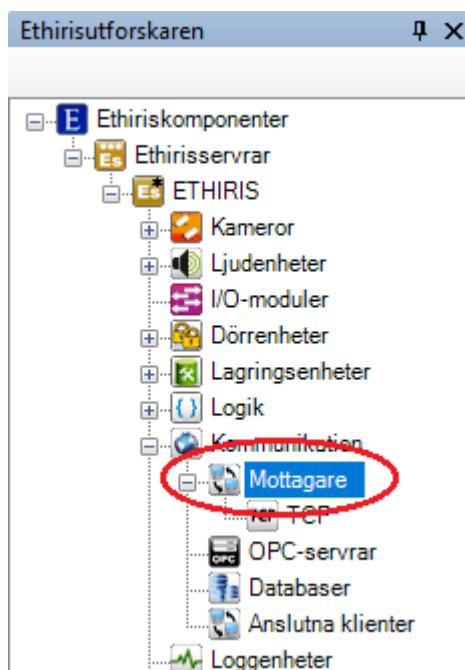 Ethirisutforskaren
Ethiriskomponenter
Ethirisservrar
ETHIRIS
Kameror
Ljudenheter
I/O-moduler
Dörrenheter
Lagringsenheter
Logik
Kommunikation
Mottagare
TCP
OPC-servrar
Databaser
Anslutna klienter
Loggenheter